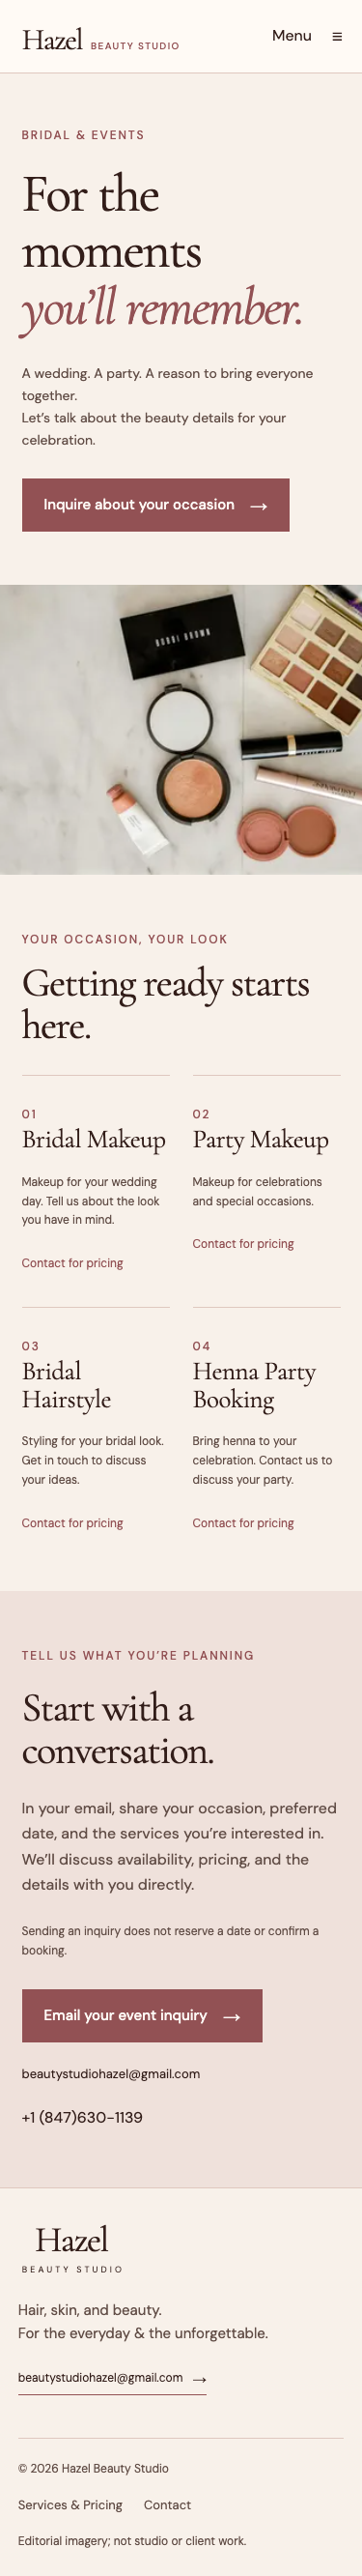 Hazel BEAUTY STUDIO
Menu ≡
BRIDAL & EVENTS
For the
moments
you’ll remember.
A wedding. A party. A reason to bring everyone
together.
Let’s talk about the beauty details for your
celebration.
Inquire about your occasion →
BOBBI BROWN
YOUR OCCASION, YOUR LOOK
Getting ready starts
here.
01
Bridal Makeup
Makeup for your wedding
day. Tell us about the look
you have in mind.
Contact for pricing
02
Party Makeup
Makeup for celebrations
and special occasions.
Contact for pricing
03
Bridal
Hairstyle
Styling for your bridal look.
Get in touch to discuss
your ideas.
Contact for pricing
04
Henna Party
Booking
Bring henna to your
celebration. Contact us to
discuss your party.
Contact for pricing
TELL US WHAT YOU’RE PLANNING
Start with a
conversation.
In your email, share your occasion, preferred
date, and the services you’re interested in.
We’ll discuss availability, pricing, and the
details with you directly.
Sending an inquiry does not reserve a date or confirm a
booking.
Email your event inquiry →
beautystudiohazel@gmail.com
+1 (847)630-1139
Hazel
BEAUTY STUDIO
Hair, skin, and beauty.
For the everyday & the unforgettable.
beautystudiohazel@gmail.com →
© 2026 Hazel Beauty Studio
Services & Pricing Contact
Editorial imagery; not studio or client work.